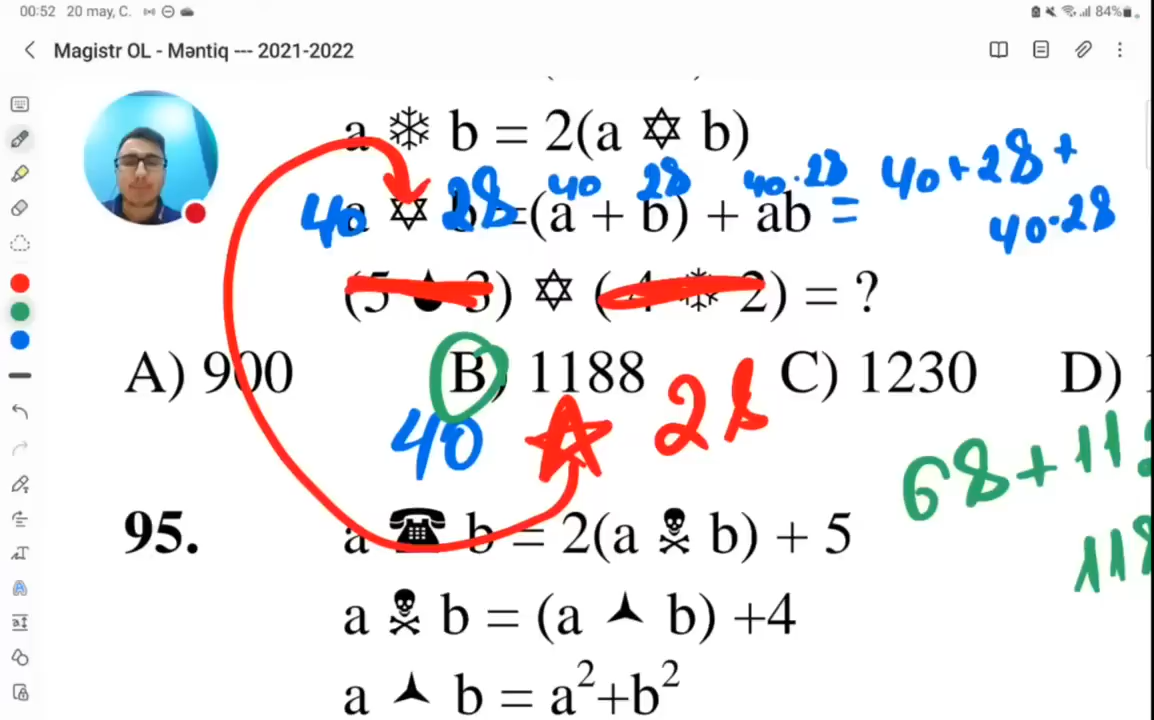 00:52 20 may, C. 84%
Magistr OL - Məntiq --- 2021-2022
a ❄ b = 2(a ✡ b)
40 28 40 28 40·28 = 40+28+
a ✡ b =(a + b) + ab
40·28
(5 💧 3) ✡ (4 ❄ 2) = ?
A) 900 B) 1188 C) 1230 D)
40 ☆ 28
68+11
95. a ☎ b = 2(a ☠ b) + 5
118
a ☠ b = (a ⅄ b) +4
a ⅄ b = a²+b²